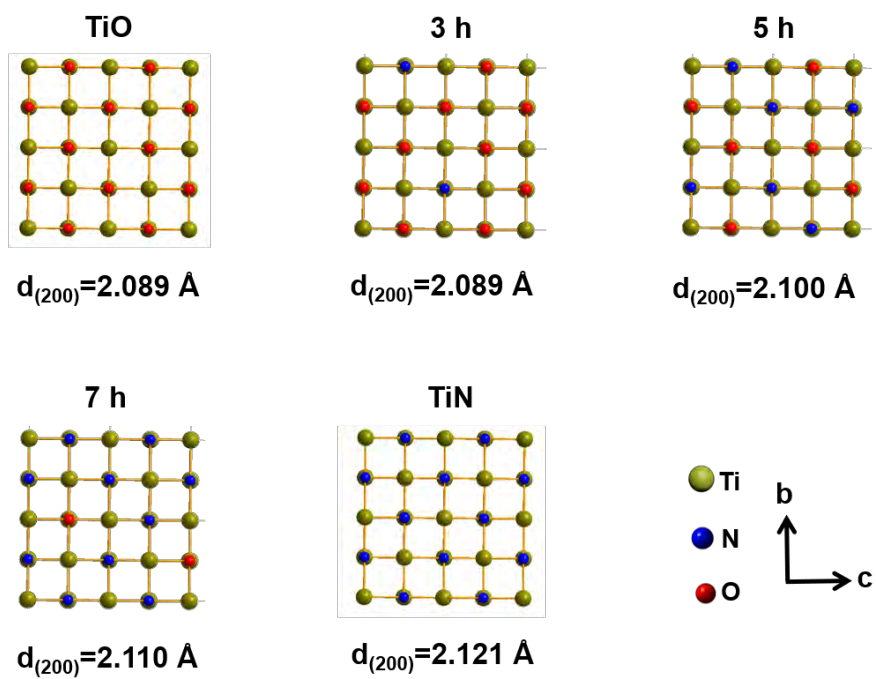 TiO
3 h
5 h
d(200)=2.089 Å
d(200)=2.089 Å
d(200)=2.100 Å
7 h
TiN
Ti
N
O
b
c
d(200)=2.110 Å
d(200)=2.121 Å